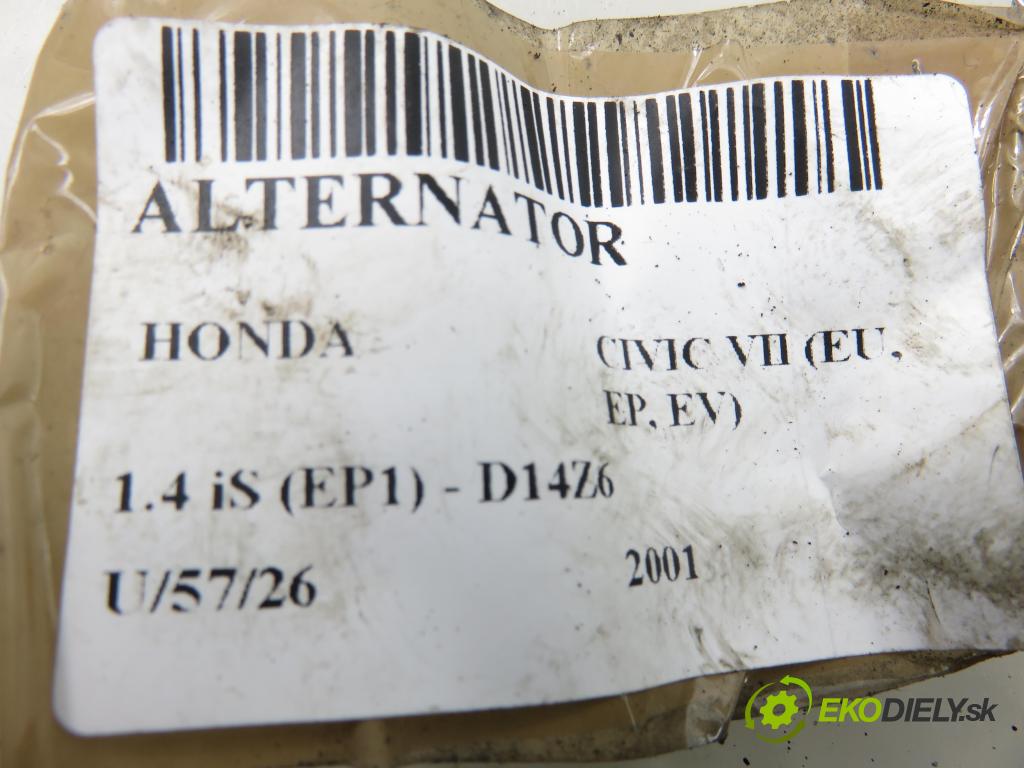 ALTERNATOR
HONDA
CIVIC VII (EU,
EP, EV)
1.4 iS (EP1) - D14Z6
U/57/26
2001
EKODIELY.sk